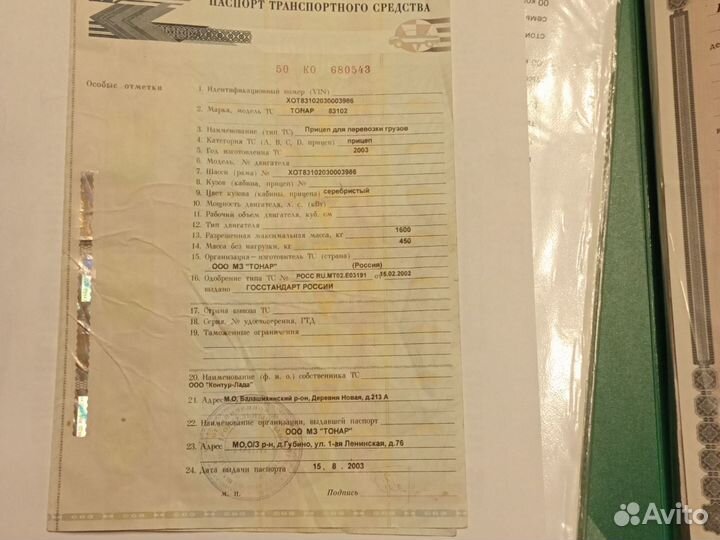 ПАСПОРТ ТРАНСПОРТНОГО СРЕДСТВА
50 КО 680543
Особые отметки
1. Идентификационный номер (VIN)
ХОТ83102030003986
2. Марка, модель ТС ТОНАР 83102
3. Наименование (тип ТС) Прицеп для перевозки грузов
4. Категория ТС (А, В, С, D, прицеп) прицеп
5. Год изготовления ТС 2003
6. Модель, № двигателя
7. Шасси (рама) № ХОТ83102030003986
8. Кузов (кабина, прицеп) №
9. Цвет кузова (кабины, прицепа) серебристый
10. Мощность двигателя, л. с. (кВт)
11. Рабочий объем двигателя, куб. см
12. Тип двигателя
13. Разрешенная максимальная масса, кг 1600
14. Масса без нагрузки, кг 450
15. Организация – изготовитель ТС (страна)
ООО МЗ "ТОНАР" (Россия)
16. Одобрение типа ТС № РОСС RU.МТ02.Е03191 от 15.02.2002
выдано ГОССТАНДАРТ РОССИИ
17. Страна вывоза ТС
18. Серия, № удостоверения, ГТД
19. Таможенные ограничения
20. Наименование (ф. и. о.) собственника ТС
ООО "Контур-Лада"
21. Адрес М.О, Балашихинский р-он, Деревня Новая, д.213 А
22. Наименование организации, выдавшей паспорт
ООО МЗ "ТОНАР"
23. Адрес МО,О/З р-н, д.Губино, ул. 1-ая Ленинская, д.76
24. Дата выдачи паспорта 15. 8. 2003
м. п. Подпись
Avito